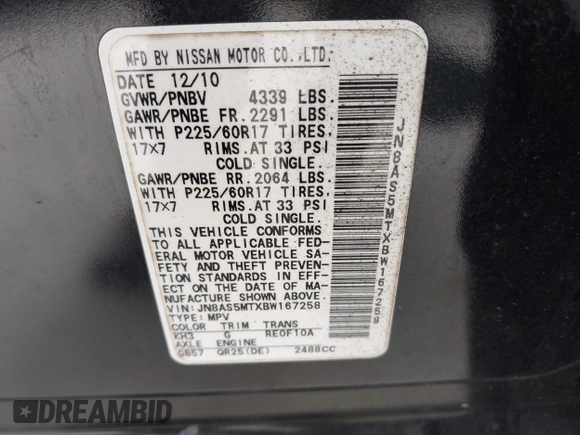 MFD BY NISSAN MOTOR CO.,LTD.
DATE 12/10
GVWR/PNBV 4339 LBS.
GAWR/PNBE FR. 2291 LBS.
WITH P225/60R17 TIRES.
17X7 RIMS.AT 33 PSI
COLD SINGLE.
GAWR/PNBE RR. 2064 LBS.
WITH P225/60R17 TIRES.
17X7 RIMS.AT 33 PSI
COLD SINGLE.
THIS VEHICLE CONFORMS
TO ALL APPLICABLE FED-
ERAL MOTOR VEHICLE SA-
FETY AND THEFT PREVEN-
TION STANDARDS IN EFF-
ECT ON THE DATE OF MA-
NUFACTURE SHOWN ABOVE.
VIN:JN8AS5MTXBW167258
TYPE:MPV
COLOR TRIM TRANS
KH3 G RE0F10A
AXLE ENGINE
GB57 QR25(DE) 2488CC
JN8AS5MTXBW167258
DREAMBID